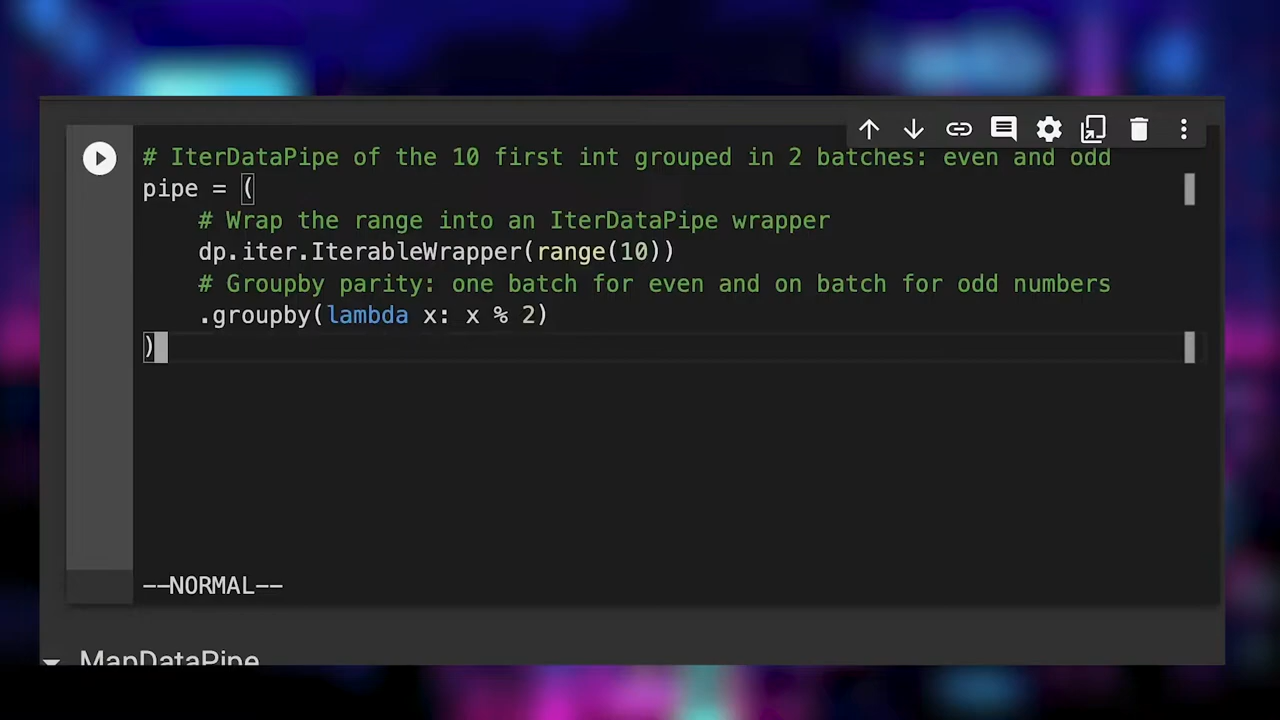 # IterDataPipe of the 10 first int grouped in 2 batches: even and odd
pipe = (
    # Wrap the range into an IterDataPipe wrapper
    dp.iter.IterableWrapper(range(10))
    # Groupby parity: one batch for even and on batch for odd numbers
    .groupby(lambda x: x % 2)
)
--NORMAL--
MapDataPipe